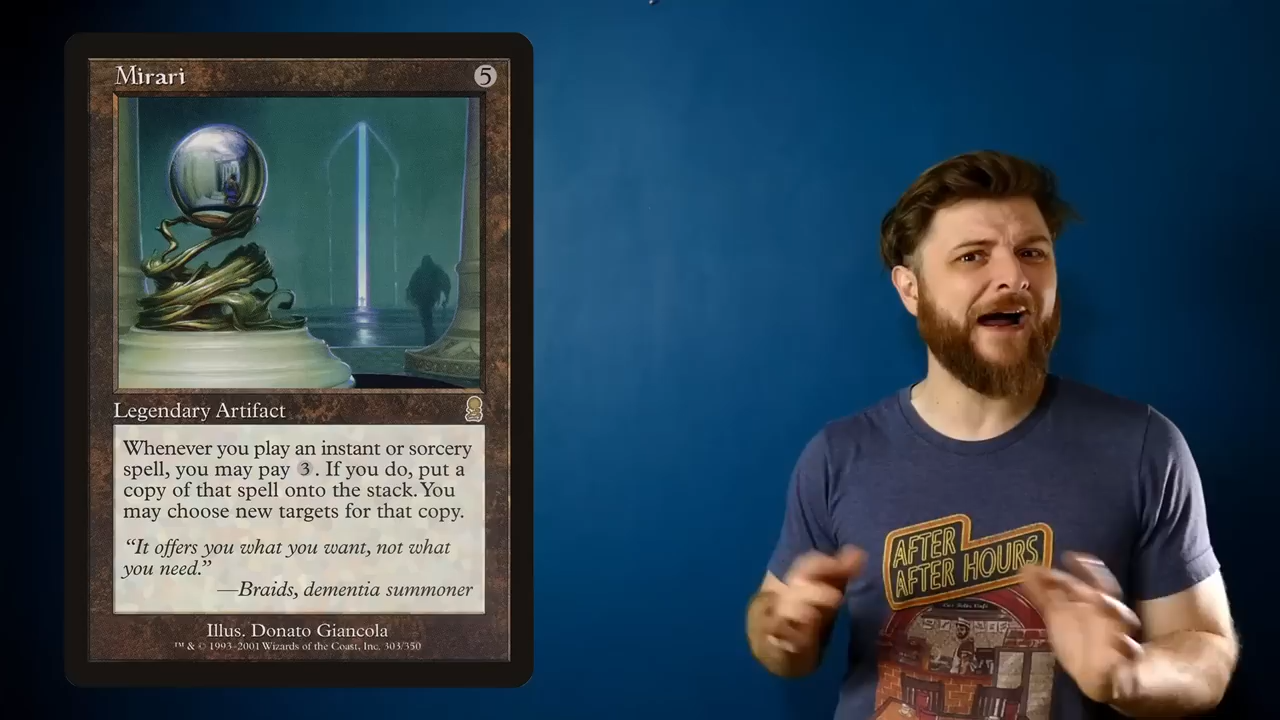 Mirari 5
Legendary Artifact
Whenever you play an instant or sorcery
spell, you may pay 3. If you do, put a
copy of that spell onto the stack. You
may choose new targets for that copy.
“It offers you what you want, not what
you need.”
—Braids, dementia summoner
Illus. Donato Giancola
™ & © 1993–2001 Wizards of the Coast, Inc. 303/350
AFTER
AFTER HOURS